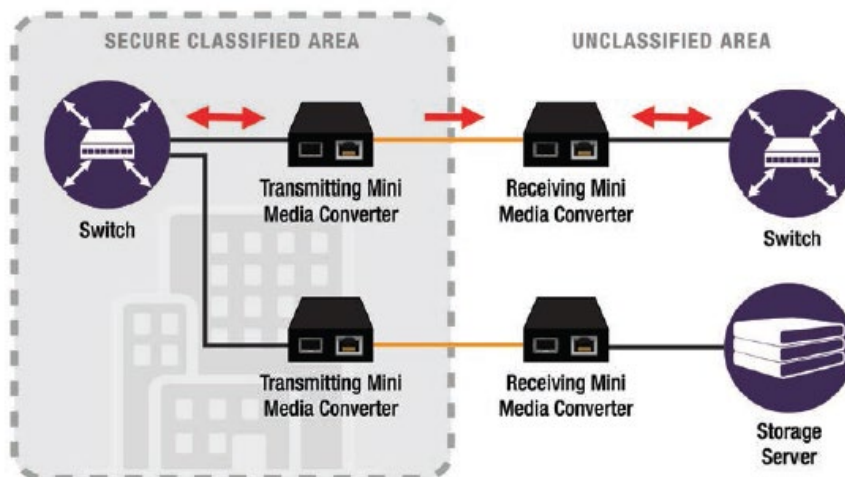 SECURE CLASSIFIED AREA
UNCLASSIFIED AREA
Switch
Transmitting Mini
Media Converter
Receiving Mini
Media Converter
Switch
Transmitting Mini
Media Converter
Receiving Mini
Media Converter
Storage
Server